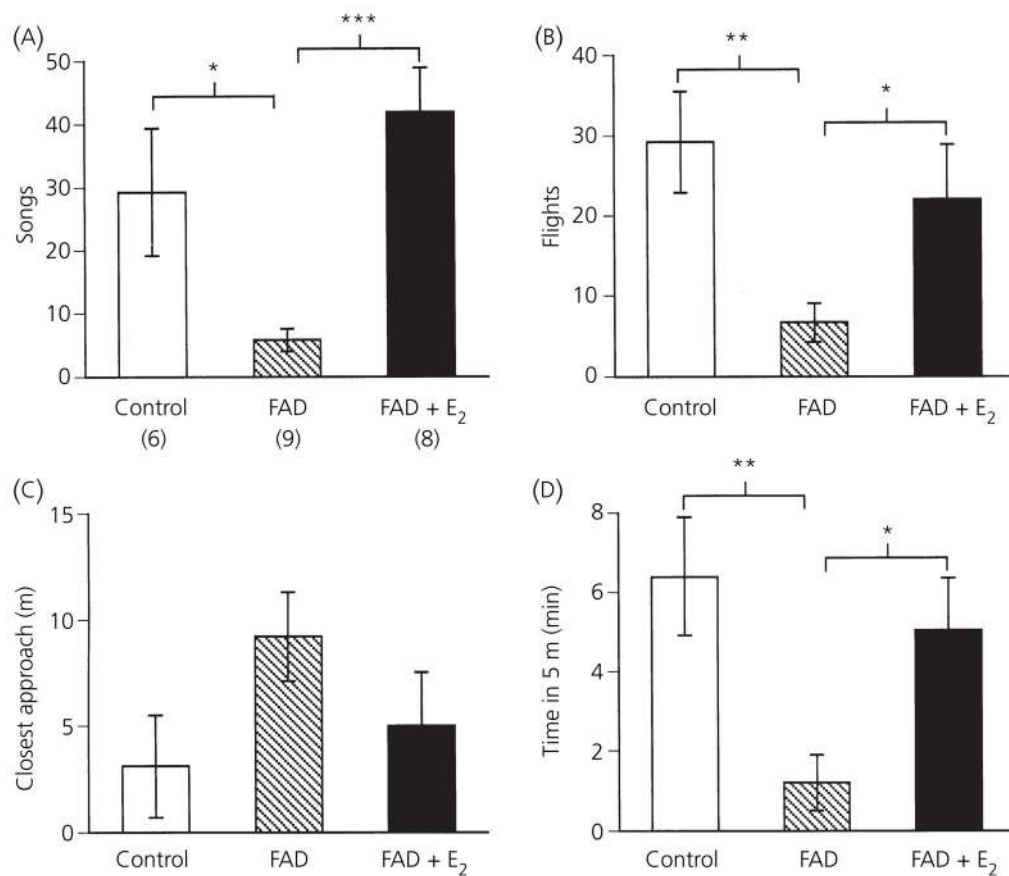 (A)
***
*
50
40
30
20
10
0
Songs
Control
(6)
FAD
(9)
FAD + E₂
(8)
(B)
**
*
40
30
20
10
0
Flights
Control
FAD
FAD + E₂
(C)
15
10
5
0
Closest approach (m)
Control
FAD
FAD + E₂
(D)
**
*
8
6
4
2
0
Time in 5 m (min)
Control
FAD
FAD + E₂